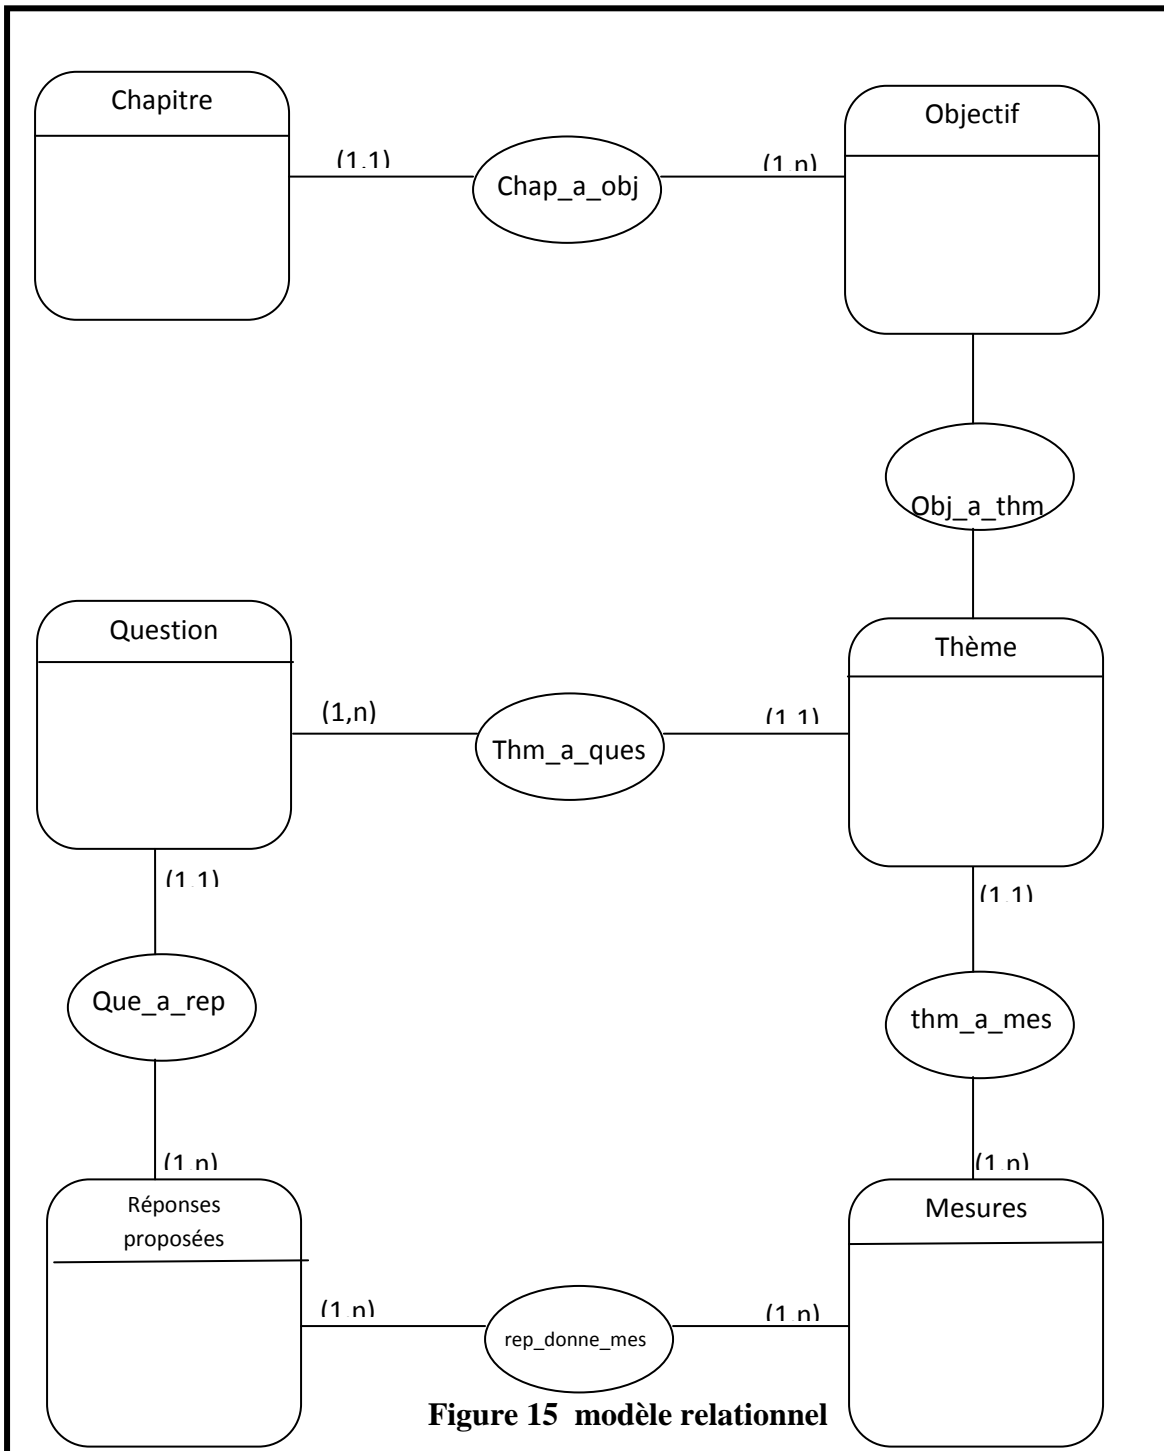 Chapitre
Objectif
(1,1)
(1,n)
Chap_a_obj
Obj_a_thm
Question
Thème
(1,n)
(1,1)
Thm_a_ques
(1,1)
(1,1)
Que_a_rep
thm_a_mes
(1,n)
(1,n)
Réponses
proposées
Mesures
(1,n)
(1,n)
rep_donne_mes
Figure 15 modèle relationnel